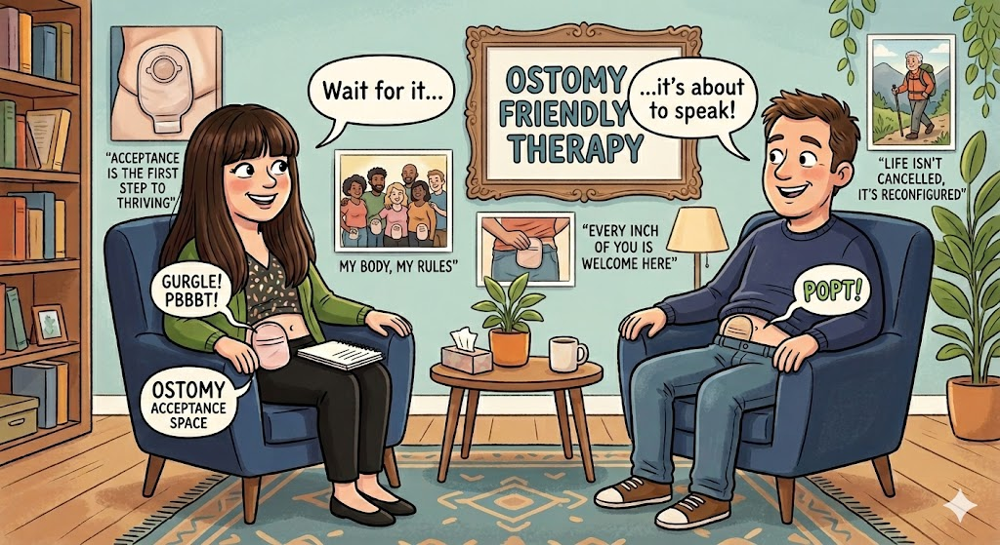 Wait for it...
OSTOMY
FRIENDLY
THERAPY
...it's about
to speak!
"ACCEPTANCE
IS THE FIRST
STEP TO
THRIVING"
MY BODY, MY RULES"
"EVERY INCH
OF YOU IS
WELCOME HERE"
"LIFE ISN'T
CANCELLED,
IT'S RECONFIGURED"
GURGLE!
PBBBT!
POPT!
OSTOMY
ACCEPTANCE
SPACE